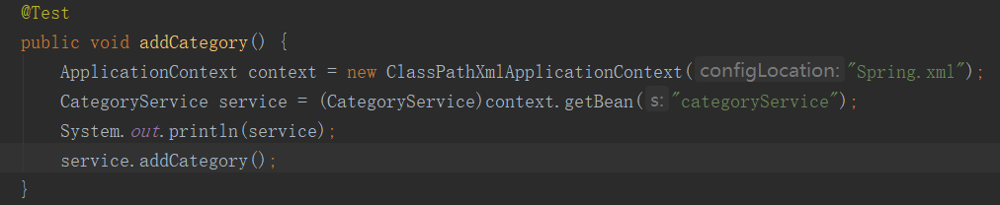 @Test
public void addCategory() {
    ApplicationContext context = new ClassPathXmlApplicationContext( configLocation: "Spring.xml");
    CategoryService service = (CategoryService)context.getBean( s: "categoryService");
    System.out.println(service);
    service.addCategory();
}